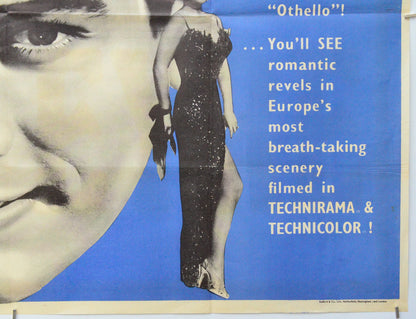 "Othello"!
... You'll SEE
romantic
revels in
Europe's
most
breath-taking
scenery
filmed in
TECHNIRAMA & 
TECHNICOLOR !